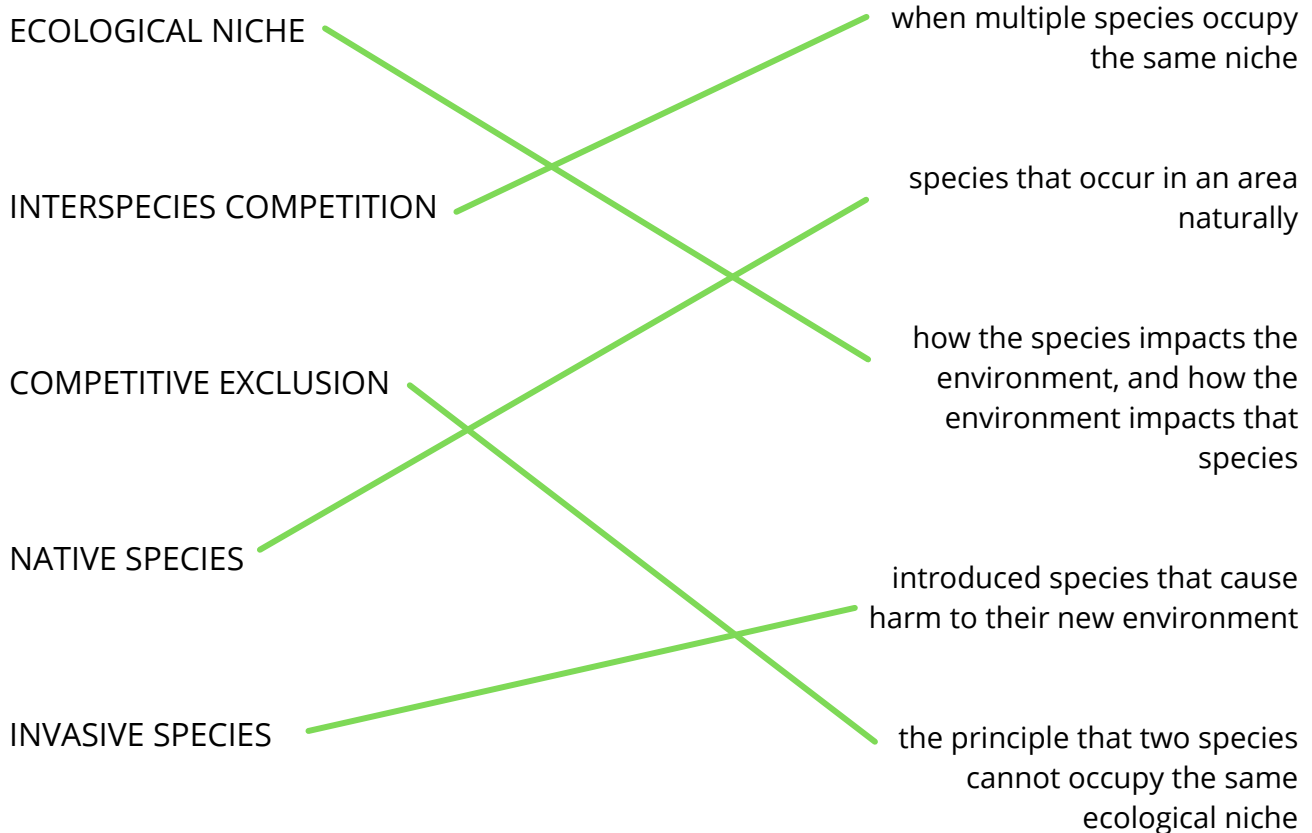 ECOLOGICAL NICHE
INTERSPECIES COMPETITION
COMPETITIVE EXCLUSION
NATIVE SPECIES
INVASIVE SPECIES
when multiple species occupy
the same niche
species that occur in an area
naturally
how the species impacts the
environment, and how the
environment impacts that
species
introduced species that cause
harm to their new environment
the principle that two species
cannot occupy the same
ecological niche